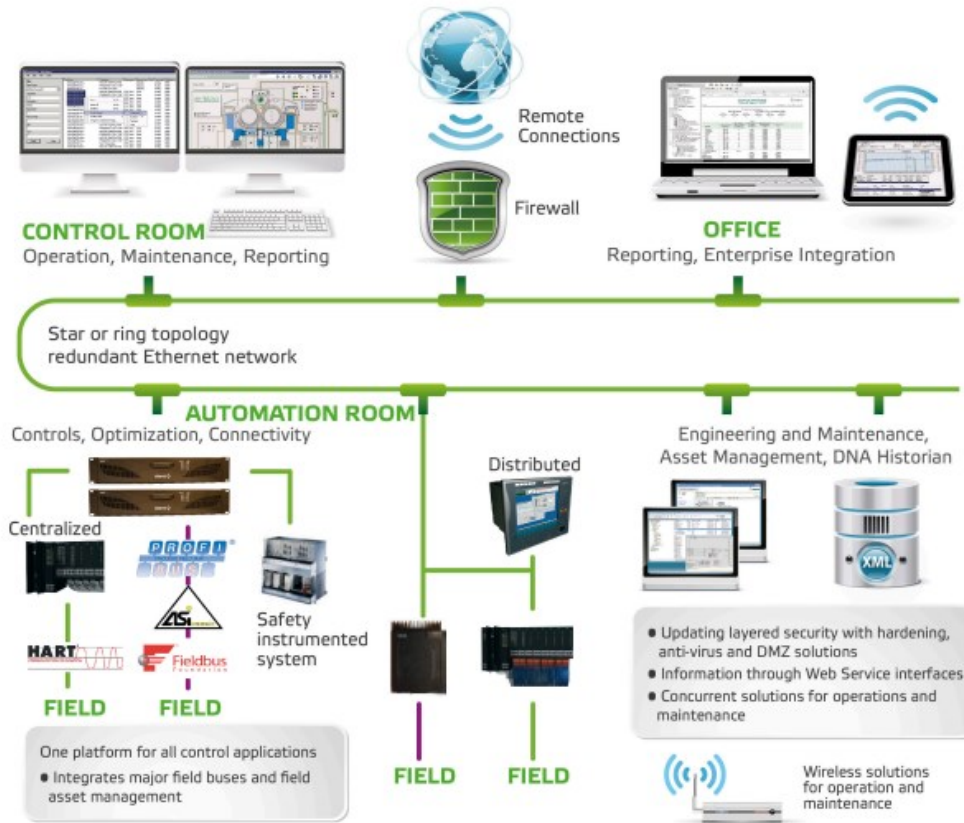 Remote
Connections
Firewall
CONTROL ROOM
Operation, Maintenance, Reporting
OFFICE
Reporting, Enterprise Integration
Star or ring topology
redundant Ethernet network
AUTOMATION ROOM
Controls, Optimization, Connectivity
Centralized
PROFI
BUS
ASi
HART
Fieldbus
Foundation
Safety
instrumented
system
FIELD
FIELD
One platform for all control applications
• Integrates major field buses and field
asset management
Distributed
FIELD
FIELD
Engineering and Maintenance,
Asset Management, DNA Historian
XML
• Updating layered security with hardening,
anti-virus and DMZ solutions
• Information through Web Service interfaces
• Concurrent solutions for operations and
maintenance
Wireless solutions
for operation and
maintenance